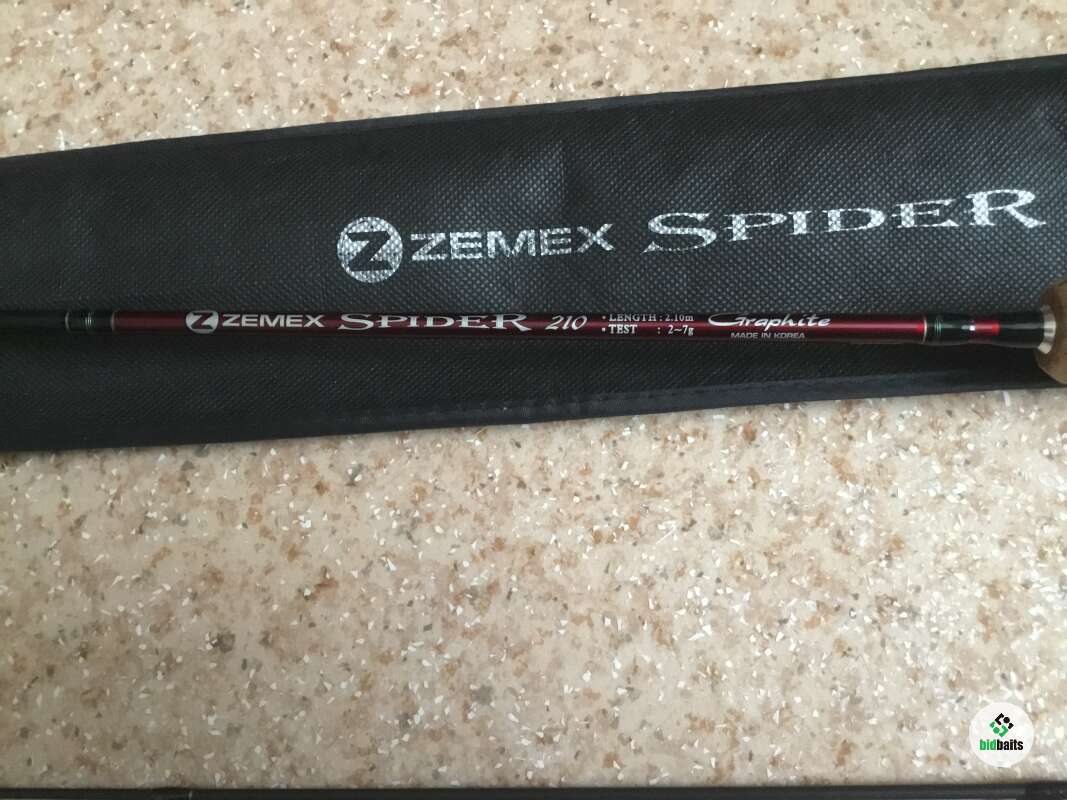 Z ZEMEX SPIDER
Z ZEMEX SPIDER 210 • LENGTH : 2.10m Graphite
• TEST : 2~7g MADE IN KOREA
bidbaits